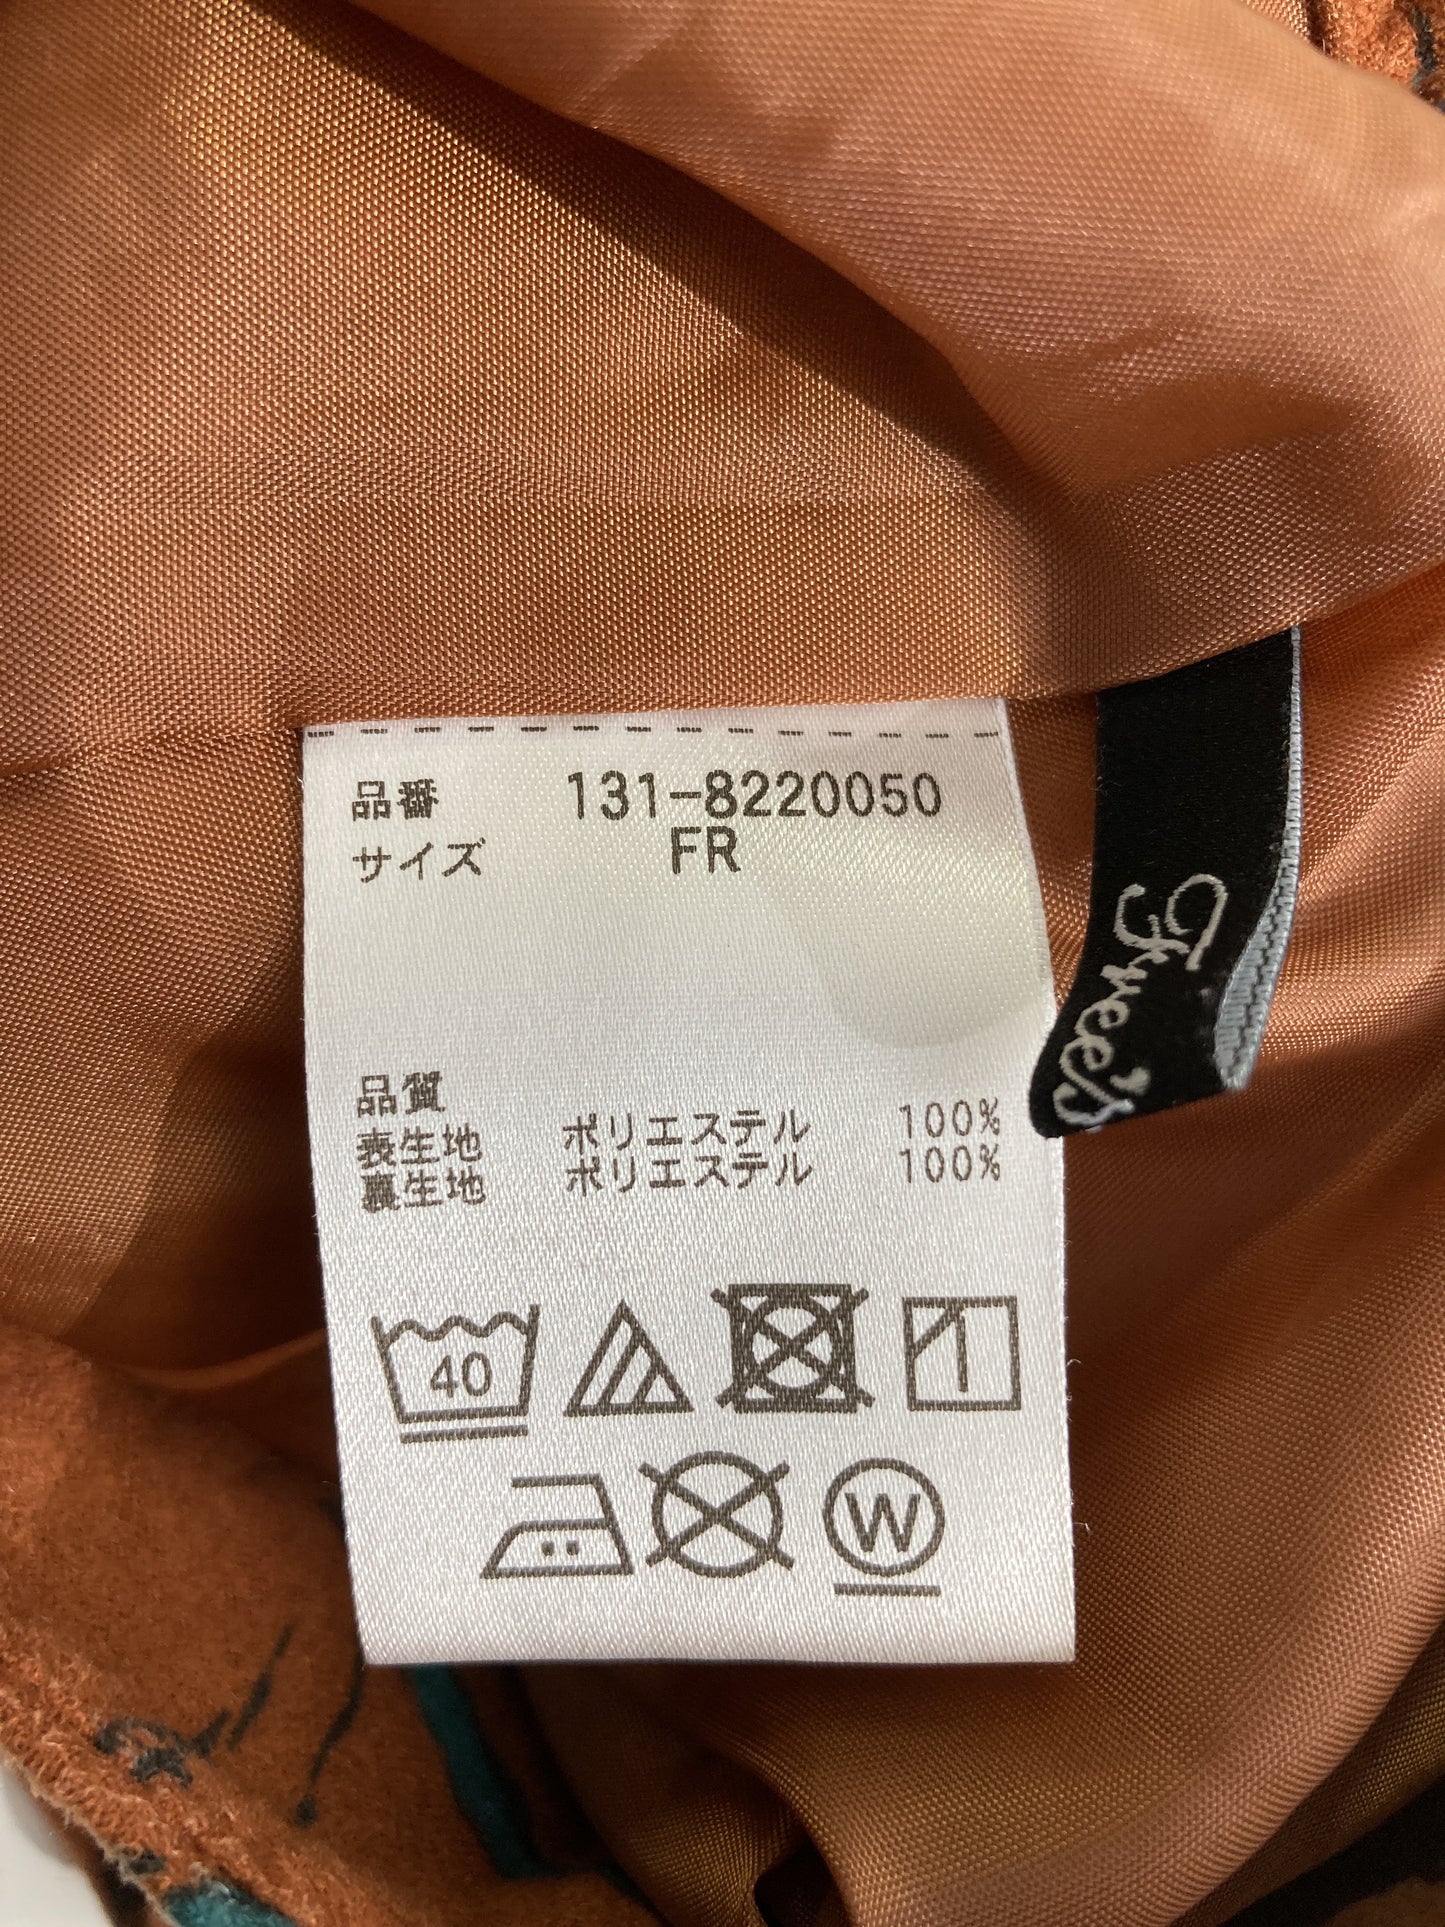 品番 131-8220050
サイズ FR
品質
表生地 ポリエステル 100%
裏生地 ポリエステル 100%
40
W
Fyvee's